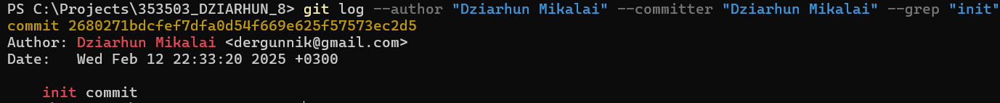 PS C:\Projects\353503_DZIARHUN_8> git log --author "Dziarhun Mikalai" --committer "Dziarhun Mikalai" --grep "init"
commit 2680271bdcfef7dfa0d54f669e625f57573ec2d5
Author: Dziarhun Mikalai <dergunnik@gmail.com>
Date:   Wed Feb 12 22:33:20 2025 +0300
init commit